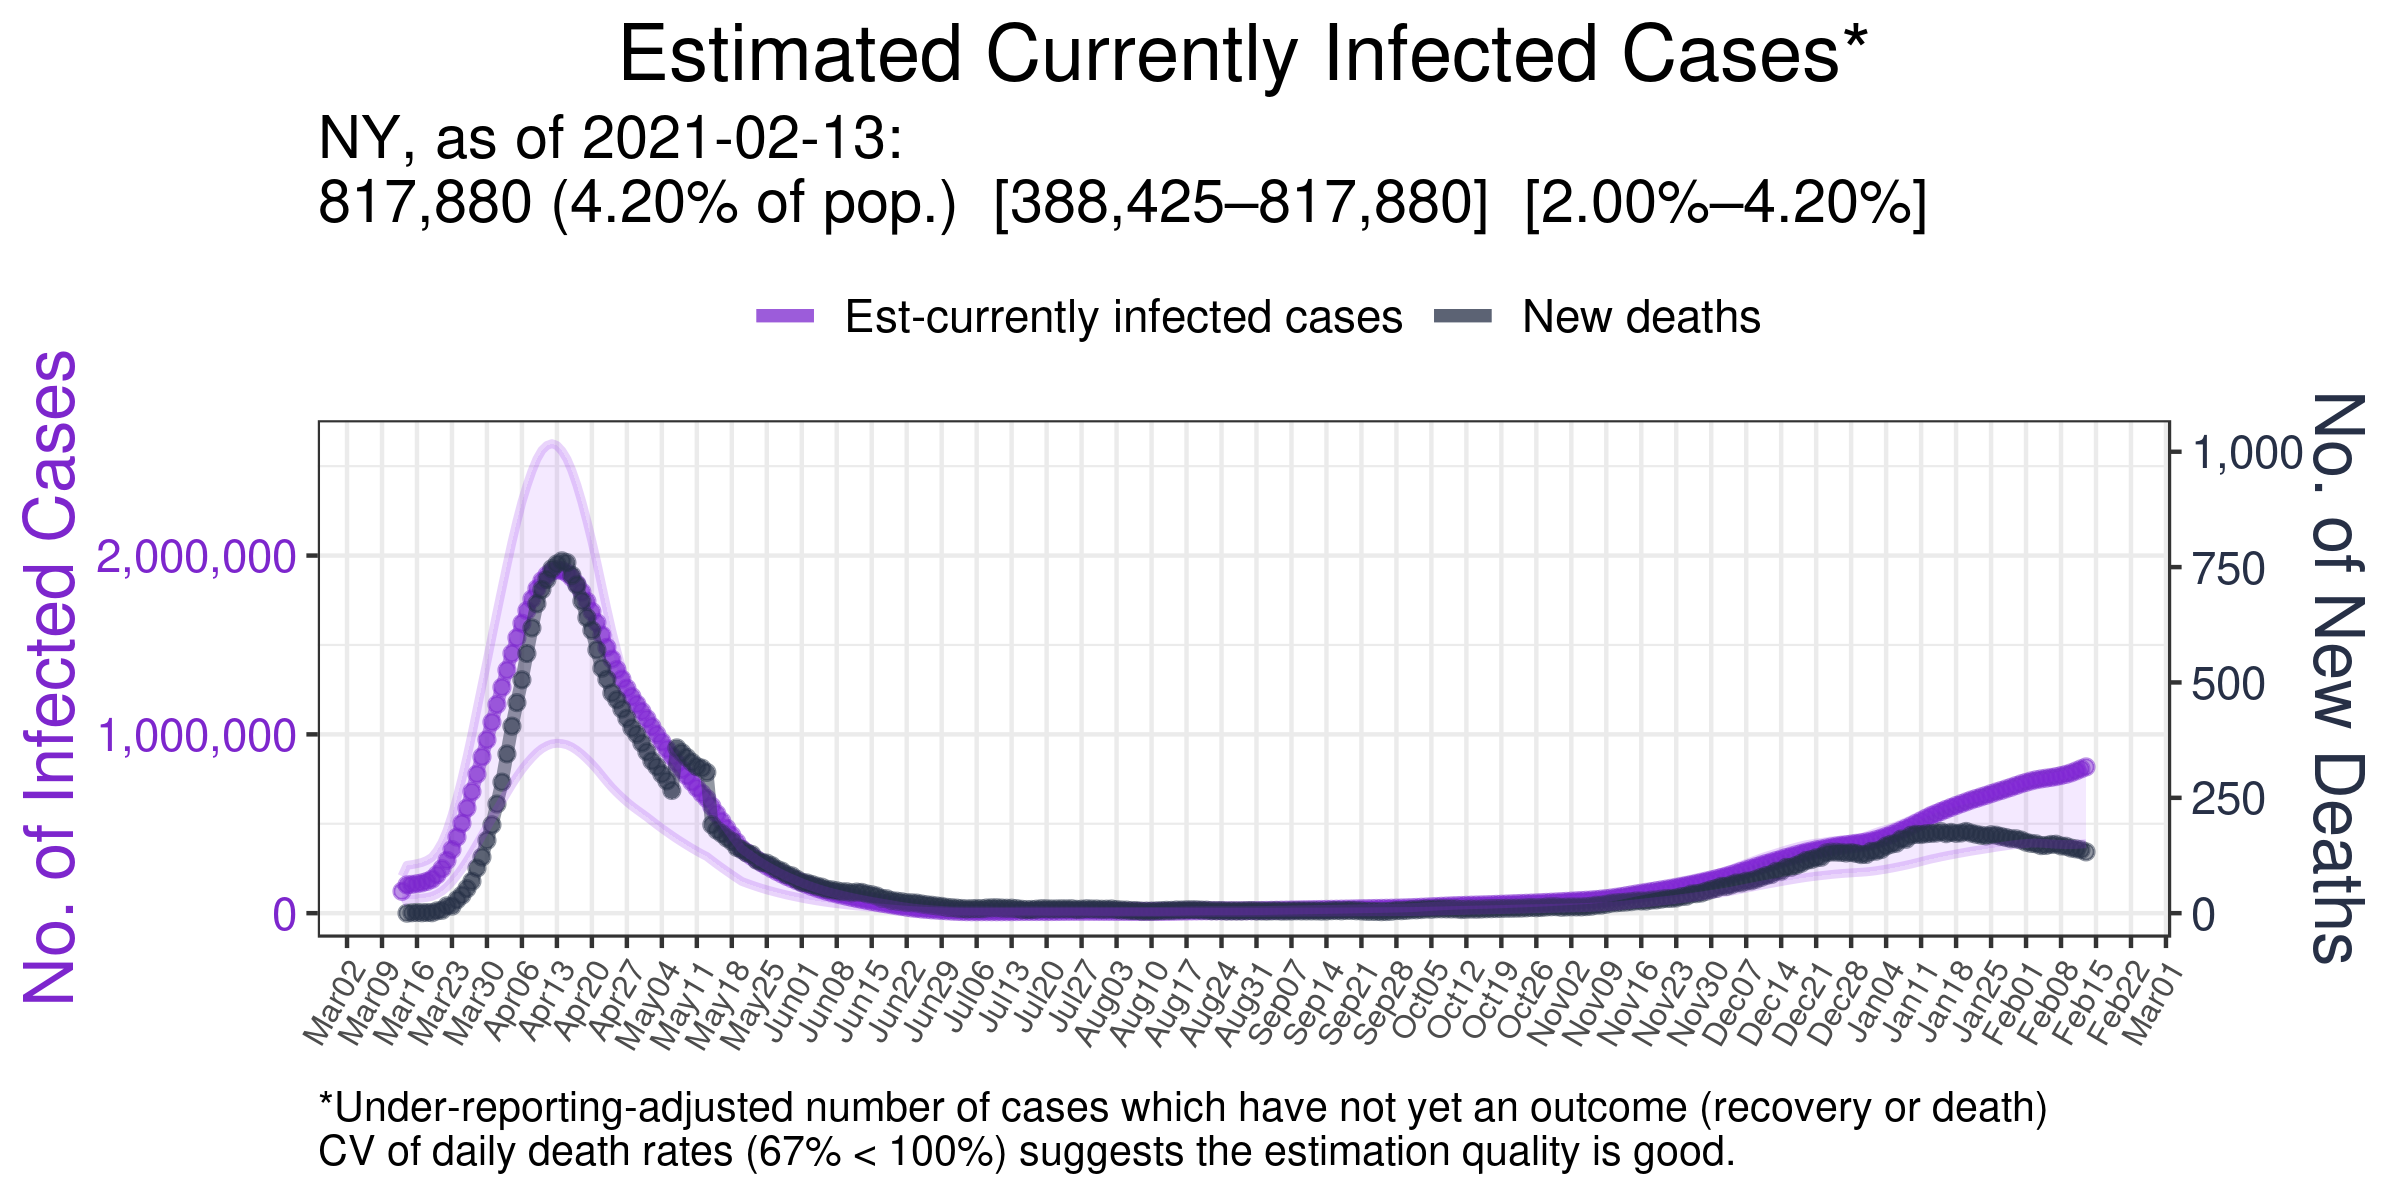 Estimated Currently Infected Cases*
NY, as of 2021-02-13:
817,880 (4.20% of pop.)  [388,425–817,880]  [2.00%–4.20%]
Est-currently infected cases
New deaths
No. of Infected Cases
2,000,000
1,000,000
0
No. of New Deaths
1,000
750
500
250
0
Mar02
Mar09
Mar16
Mar23
Mar30
Apr06
Apr13
Apr20
Apr27
May04
May11
May18
May25
Jun01
Jun08
Jun15
Jun22
Jun29
Jul06
Jul13
Jul20
Jul27
Aug03
Aug10
Aug17
Aug24
Aug31
Sep07
Sep14
Sep21
Sep28
Oct05
Oct12
Oct19
Oct26
Nov02
Nov09
Nov16
Nov23
Nov30
Dec07
Dec14
Dec21
Dec28
Jan04
Jan11
Jan18
Jan25
Feb01
Feb08
Feb15
Feb22
Mar01
*Under-reporting-adjusted number of cases which have not yet an outcome (recovery or death)
CV of daily death rates (67% < 100%) suggests the estimation quality is good.